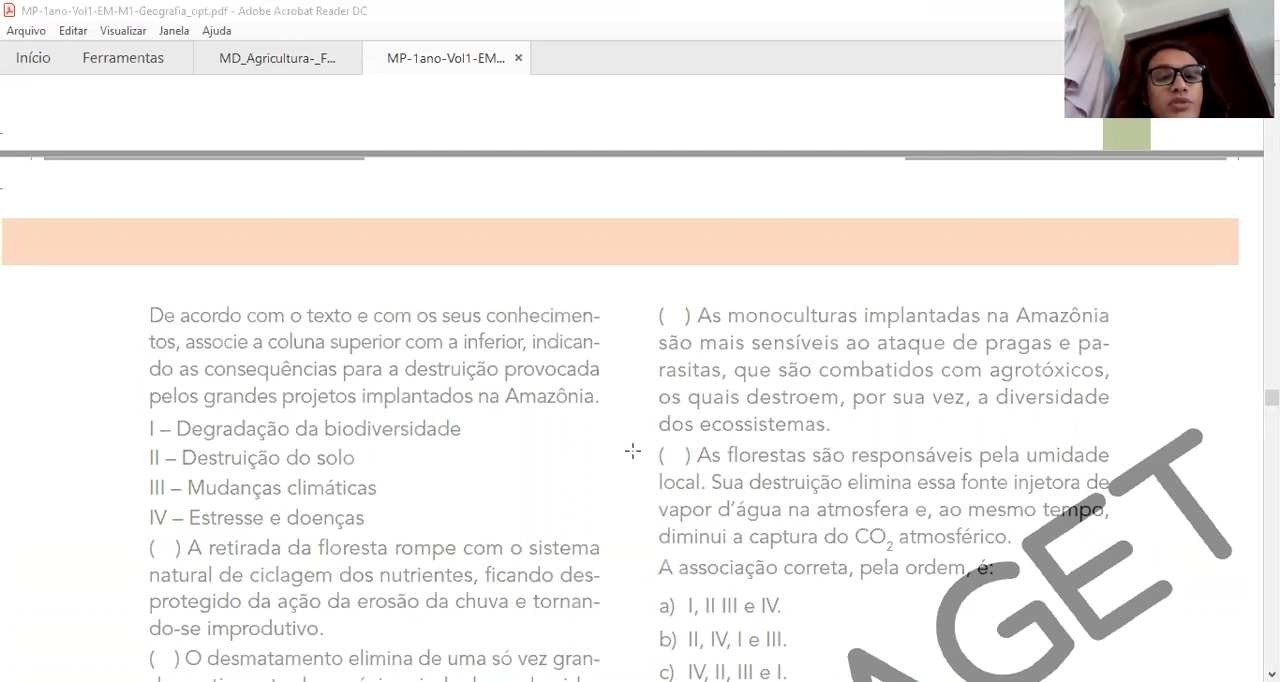 MP-1ano-Vol1-EM-M1-Geografia_opt.pdf - Adobe Acrobat Reader DC
Arquivo Editar Visualizar Janela Ajuda
Início Ferramentas MD_Agricultura-_F... MP-1ano-Vol1-EM... ×
De acordo com o texto e com os seus conhecimen-
tos, associe a coluna superior com a inferior, indican-
do as consequências para a destruição provocada
pelos grandes projetos implantados na Amazônia.
I – Degradação da biodiversidade
II – Destruição do solo
III – Mudanças climáticas
IV – Estresse e doenças
( ) A retirada da floresta rompe com o sistema
natural de ciclagem dos nutrientes, ficando des-
protegido da ação da erosão da chuva e tornan-
do-se improdutivo.
( ) O desmatamento elimina de uma só vez gran-
( ) As monoculturas implantadas na Amazônia
são mais sensíveis ao ataque de pragas e pa-
rasitas, que são combatidos com agrotóxicos,
os quais destroem, por sua vez, a diversidade
dos ecossistemas.
( ) As florestas são responsáveis pela umidade
local. Sua destruição elimina essa fonte injetora de
vapor d'água na atmosfera e, ao mesmo tempo,
diminui a captura do CO2 atmosférico.
A associação correta, pela ordem, é:
a) I, II III e IV.
b) II, IV, I e III.
c) IV, II, III e I.
AGET